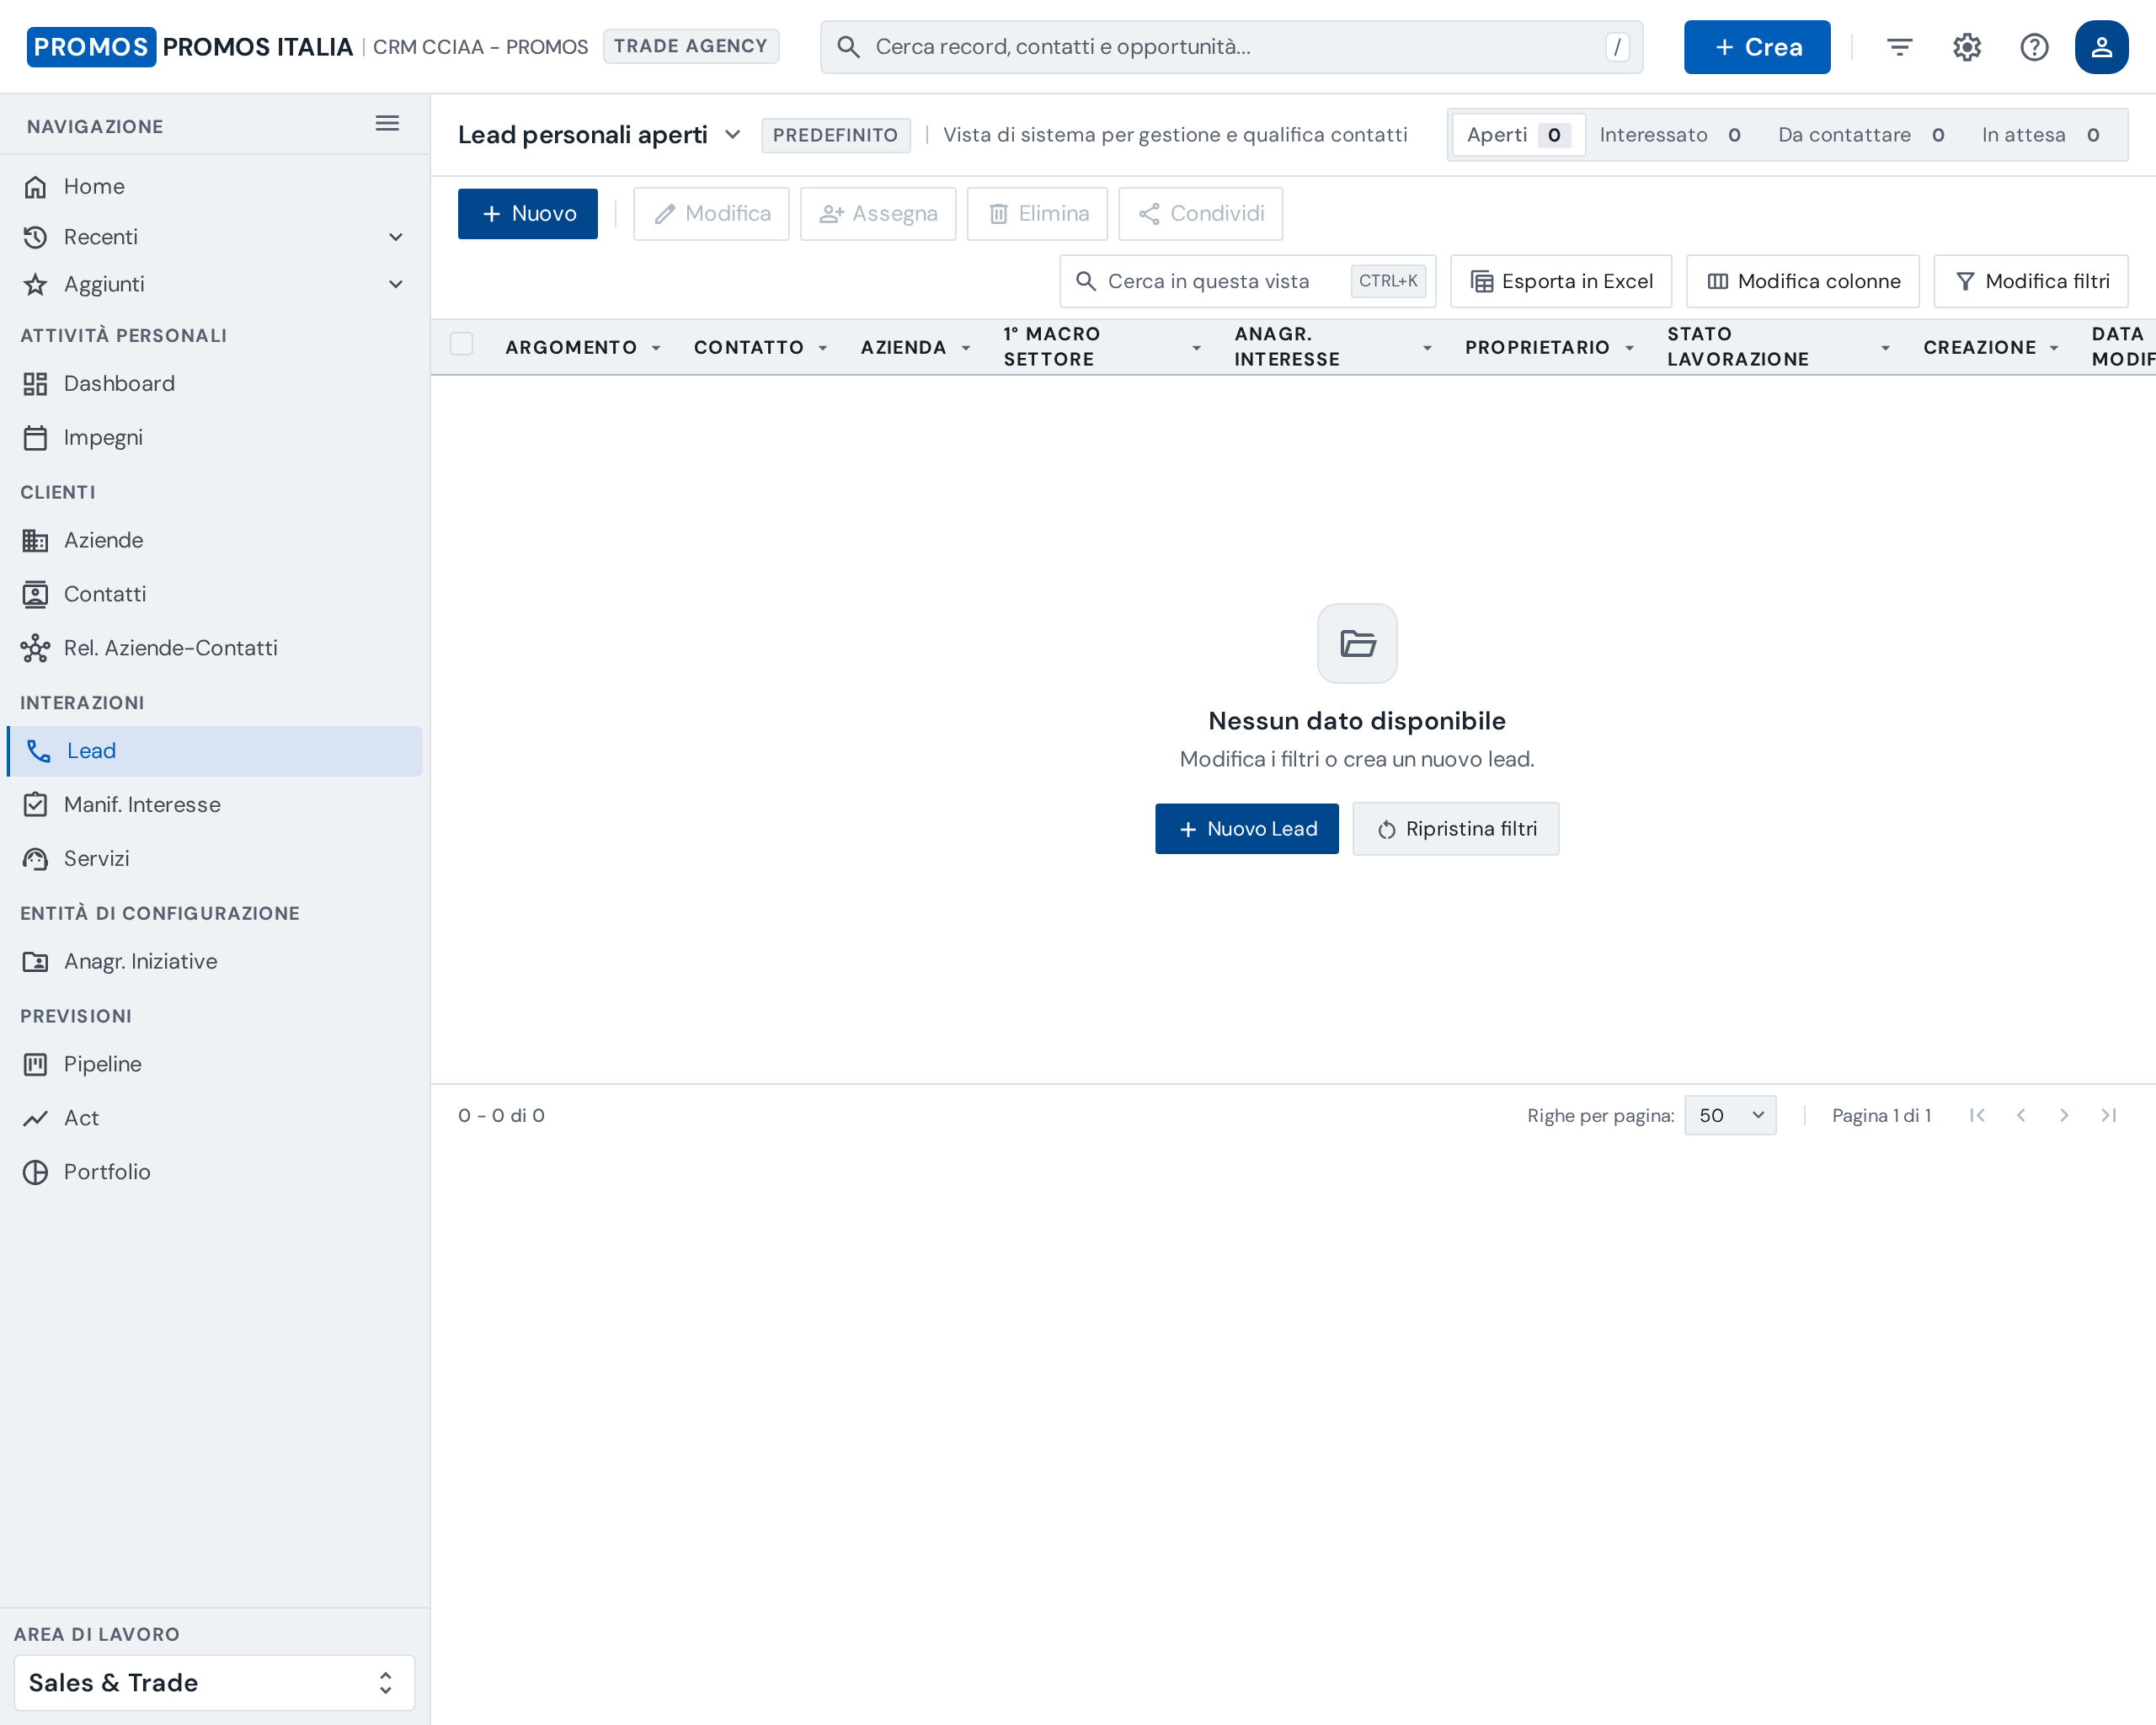 PROMOS PROMOS ITALIA | CRM CCIAA - PROMOS TRADE AGENCY
Cerca record, contatti e opportunità... /
+ Crea
NAVIGAZIONE
Home
Recenti
Aggiunti
ATTIVITÀ PERSONALI
Dashboard
Impegni
CLIENTI
Aziende
Contatti
Rel. Aziende-Contatti
INTERAZIONI
Lead
Manif. Interesse
Servizi
ENTITÀ DI CONFIGURAZIONE
Anagr. Iniziative
PREVISIONI
Pipeline
Act
Portfolio
AREA DI LAVORO
Sales & Trade
Lead personali aperti PREDEFINITO | Vista di sistema per gestione e qualifica contatti
Aperti 0 Interessato 0 Da contattare 0 In attesa 0
+ Nuovo Modifica Assegna Elimina Condividi
Cerca in questa vista CTRL+K Esporta in Excel Modifica colonne Modifica filtri
ARGOMENTO CONTATTO AZIENDA 1° MACRO SETTORE ANAGR. INTERESSE PROPRIETARIO STATO LAVORAZIONE CREAZIONE DATA MODIF
Nessun dato disponibile
Modifica i filtri o crea un nuovo lead.
+ Nuovo Lead Ripristina filtri
0 - 0 di 0 Righe per pagina: 50 Pagina 1 di 1